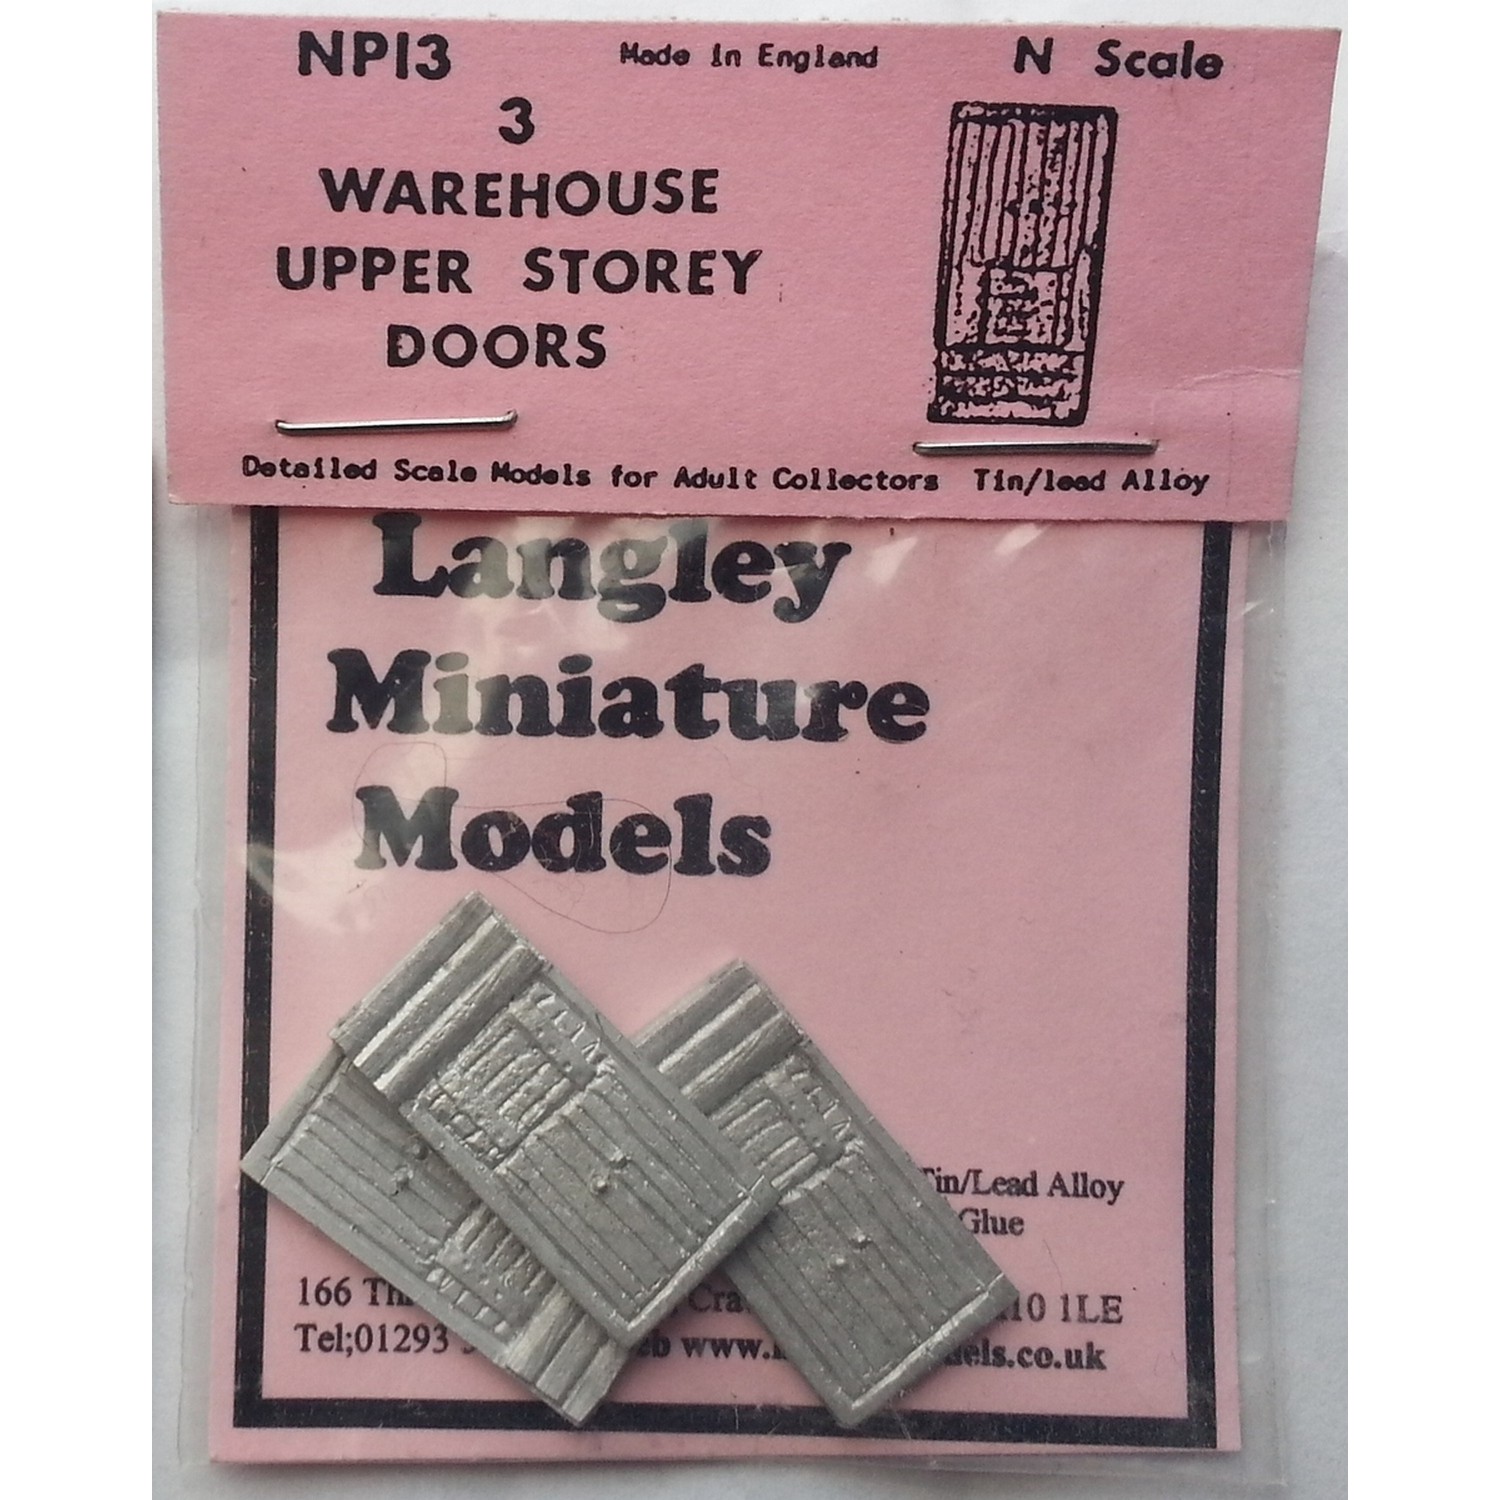 NP13
Made in England
N Scale
3
WAREHOUSE
UPPER STOREY
DOORS
Detailed Scale Models for Adult Collectors Tin/lead Alloy
Langley
Miniature
Models
Tin/Lead Alloy
Glue
166
10 1LE
Tel;01293
www.
els.co.uk